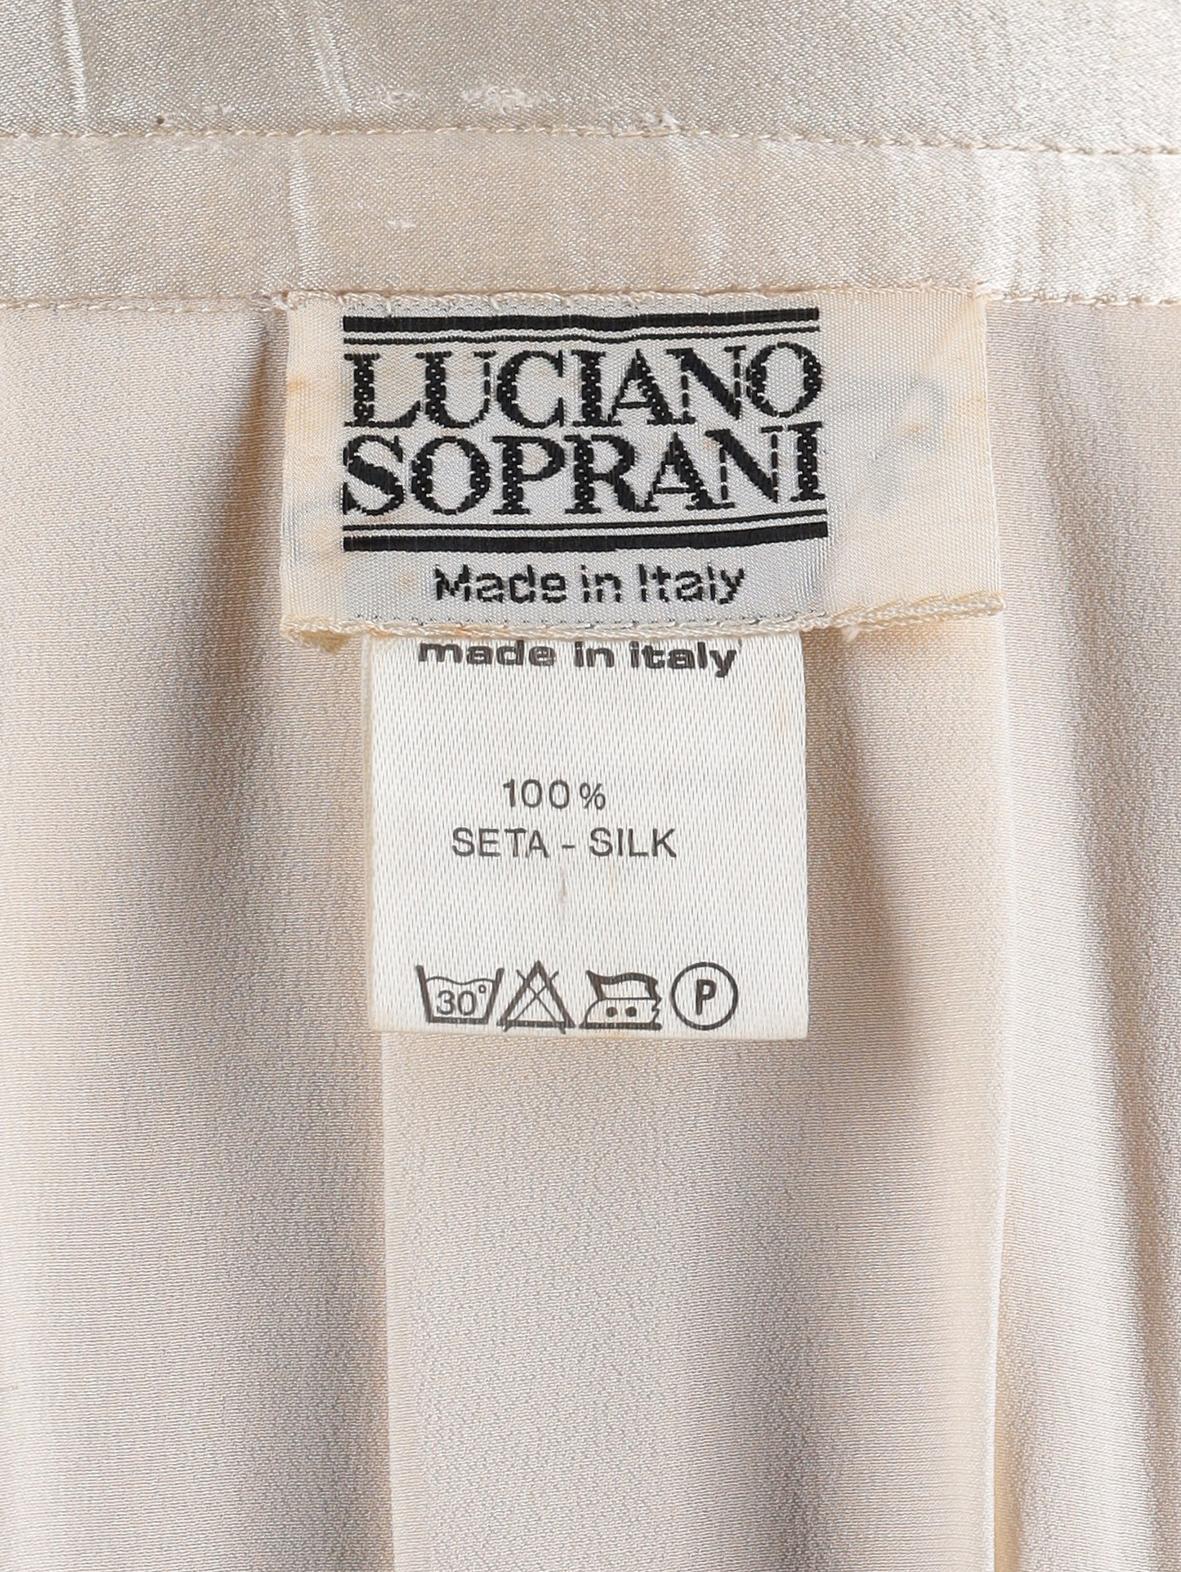 LUCIANO
SOPRANI
Made in Italy
made in italy
100%
SETA - SILK
30°
P